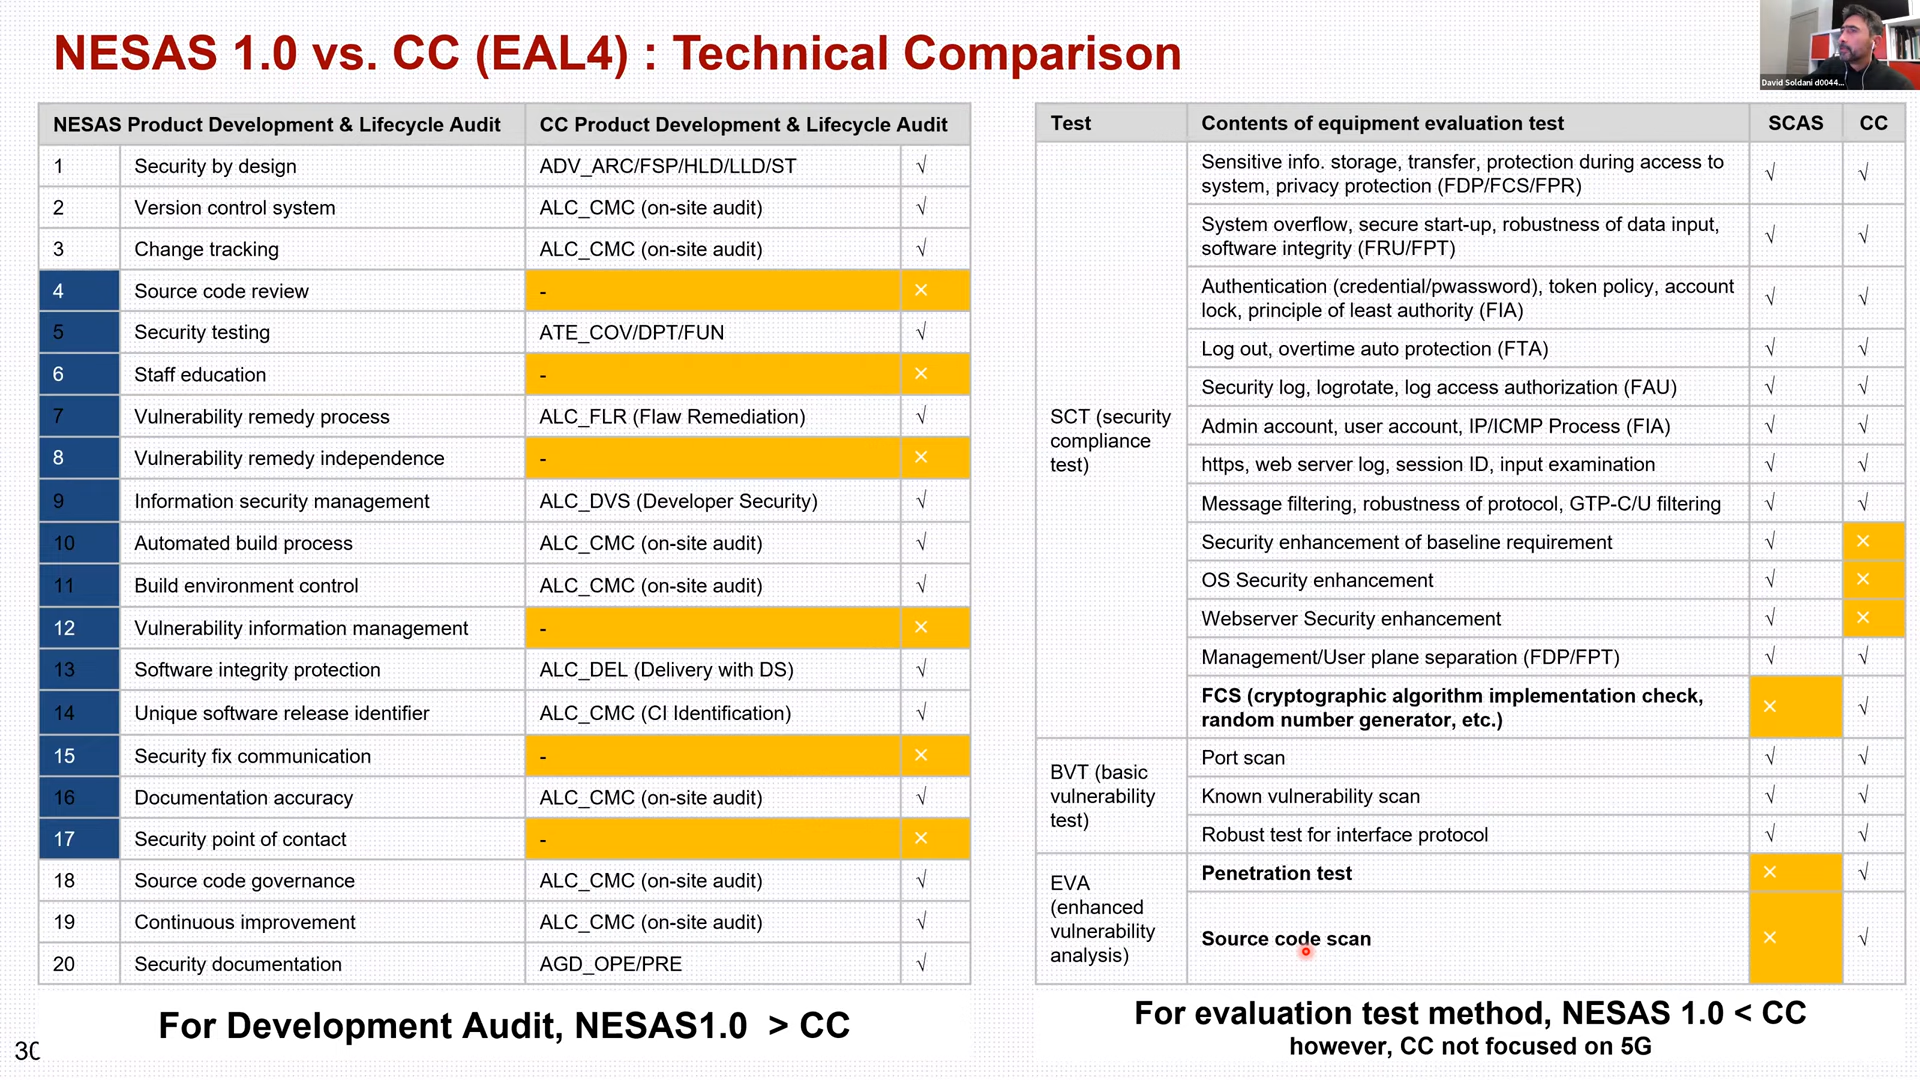 NESAS 1.0 vs. CC (EAL4) : Technical Comparison
David Soldani d0044...
NESAS Product Development & Lifecycle Audit CC Product Development & Lifecycle Audit
1 Security by design ADV_ARC/FSP/HLD/LLD/ST √
2 Version control system ALC_CMC (on-site audit) √
3 Change tracking ALC_CMC (on-site audit) √
4 Source code review - ×
5 Security testing ATE_COV/DPT/FUN √
6 Staff education - ×
7 Vulnerability remedy process ALC_FLR (Flaw Remediation) √
8 Vulnerability remedy independence - ×
9 Information security management ALC_DVS (Developer Security) √
10 Automated build process ALC_CMC (on-site audit) √
11 Build environment control ALC_CMC (on-site audit) √
12 Vulnerability information management - ×
13 Software integrity protection ALC_DEL (Delivery with DS) √
14 Unique software release identifier ALC_CMC (CI Identification) √
15 Security fix communication - ×
16 Documentation accuracy ALC_CMC (on-site audit) √
17 Security point of contact - ×
18 Source code governance ALC_CMC (on-site audit) √
19 Continuous improvement ALC_CMC (on-site audit) √
20 Security documentation AGD_OPE/PRE √
For Development Audit, NESAS1.0 > CC
30
Test Contents of equipment evaluation test SCAS CC
SCT (security
compliance
test)
Sensitive info. storage, transfer, protection during access to
system, privacy protection (FDP/FCS/FPR) √ √
System overflow, secure start-up, robustness of data input,
software integrity (FRU/FPT) √ √
Authentication (credential/pwassword), token policy, account
lock, principle of least authority (FIA) √ √
Log out, overtime auto protection (FTA) √ √
Security log, logrotate, log access authorization (FAU) √ √
Admin account, user account, IP/ICMP Process (FIA) √ √
https, web server log, session ID, input examination √ √
Message filtering, robustness of protocol, GTP-C/U filtering √ √
Security enhancement of baseline requirement √ ×
OS Security enhancement √ ×
Webserver Security enhancement √ ×
Management/User plane separation (FDP/FPT) √ √
FCS (cryptographic algorithm implementation check,
random number generator, etc.) × √
BVT (basic
vulnerability
test)
Port scan √ √
Known vulnerability scan √ √
Robust test for interface protocol √ √
EVA
(enhanced
vulnerability
analysis)
Penetration test × √
Source code scan × √
For evaluation test method, NESAS 1.0 < CC
however, CC not focused on 5G